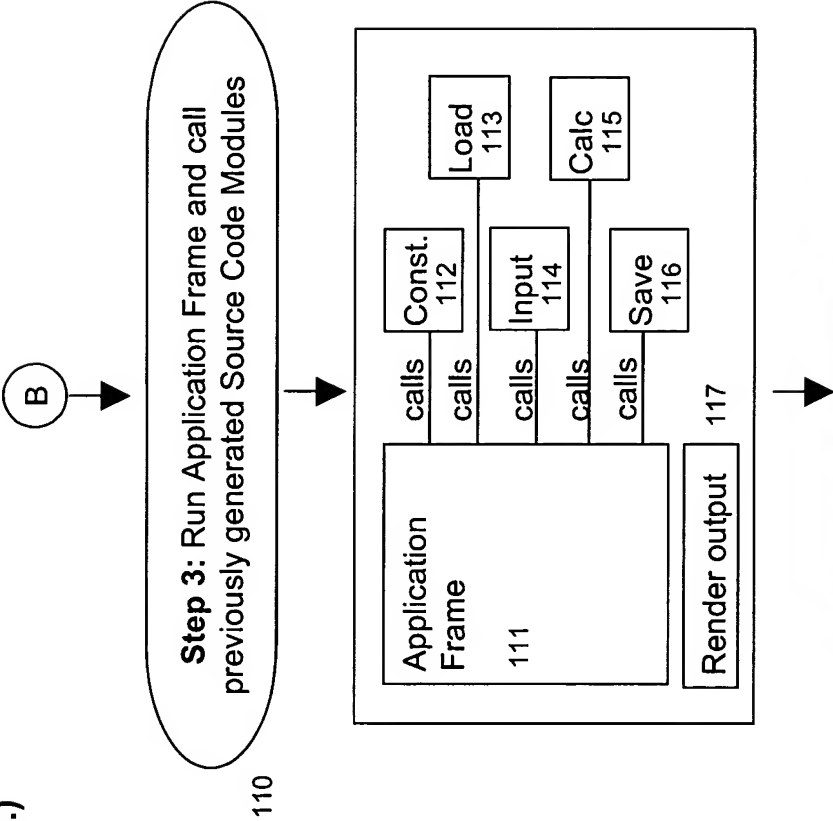 .)
B
Step 3: Run Application Frame and call
previously generated Source Code Modules
110
Application
Frame
111
calls
Const.
112
calls
Load
113
calls
Input
114
calls
Calc
115
calls
Save
116
Render output
117